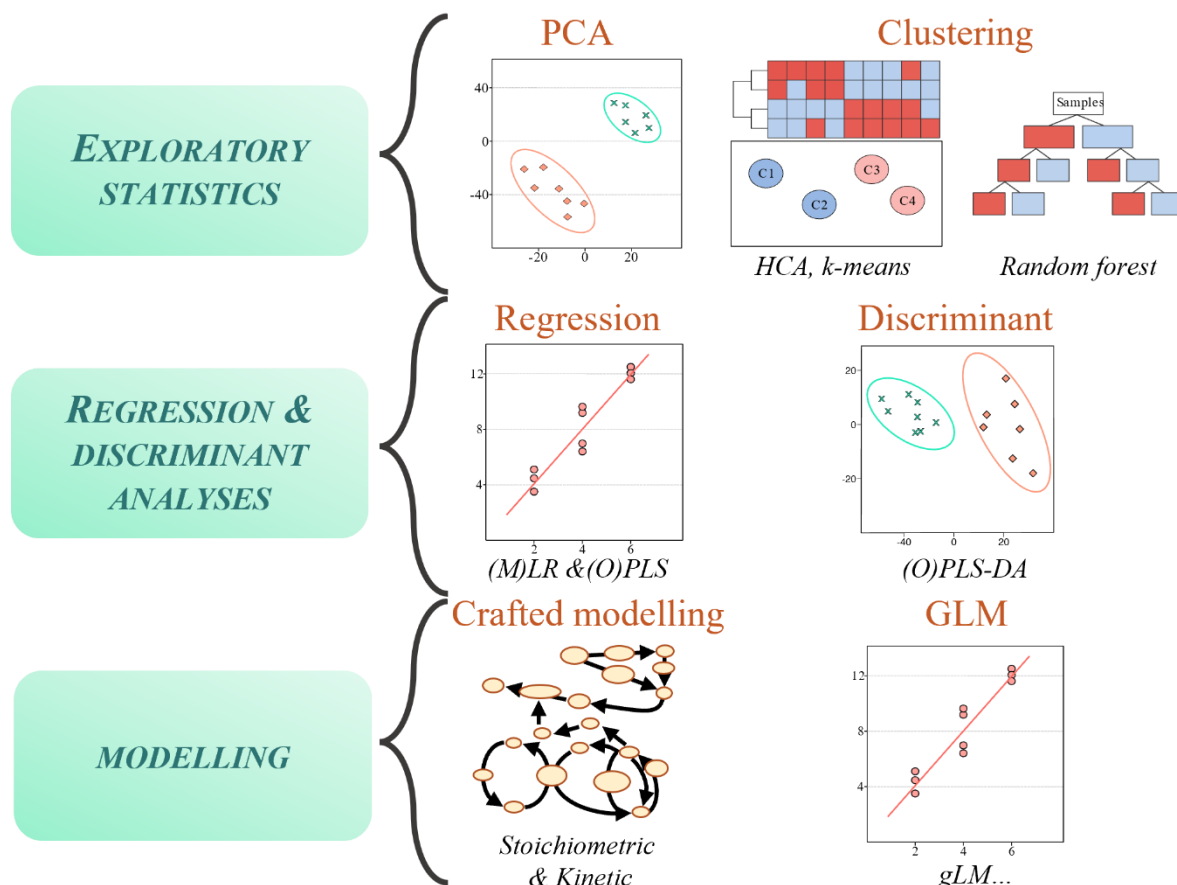 PCA
Clustering
EXPLORATORY
STATISTICS
40
0
-40
-20 0 20
C1
C2
C3
C4
Samples
HCA, k-means
Random forest
REGRESSION &
DISCRIMINANT
ANALYSES
Regression
12
8
4
2 4 6
(M)LR &(O)PLS
Discriminant
20
0
-20
-40 0 20
(O)PLS-DA
MODELLING
Crafted modelling
Stoichiometric
& Kinetic
GLM
12
8
4
2 4 6
gLM...